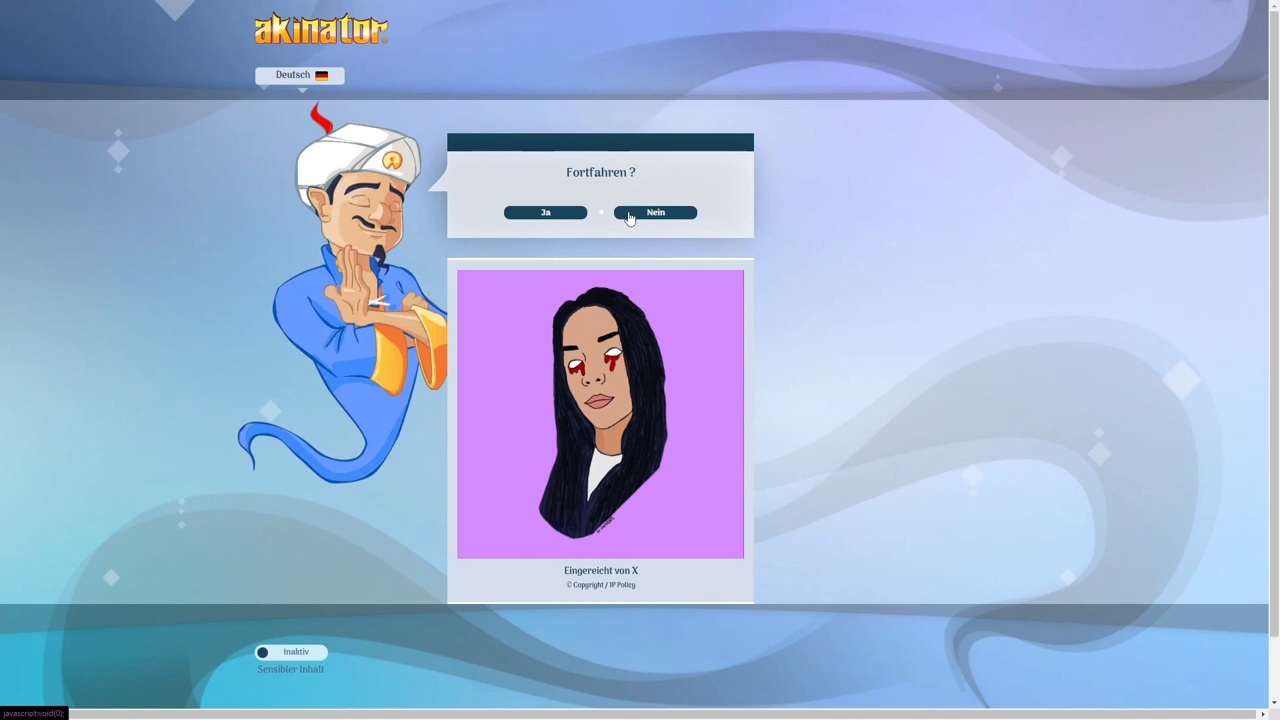 akinator
Deutsch
Fortfahren ?
Ja
Nein
Eingereicht von X
© Copyright / IP Policy
Inaktiv
Sensibler Inhalt
javascript:void(0);